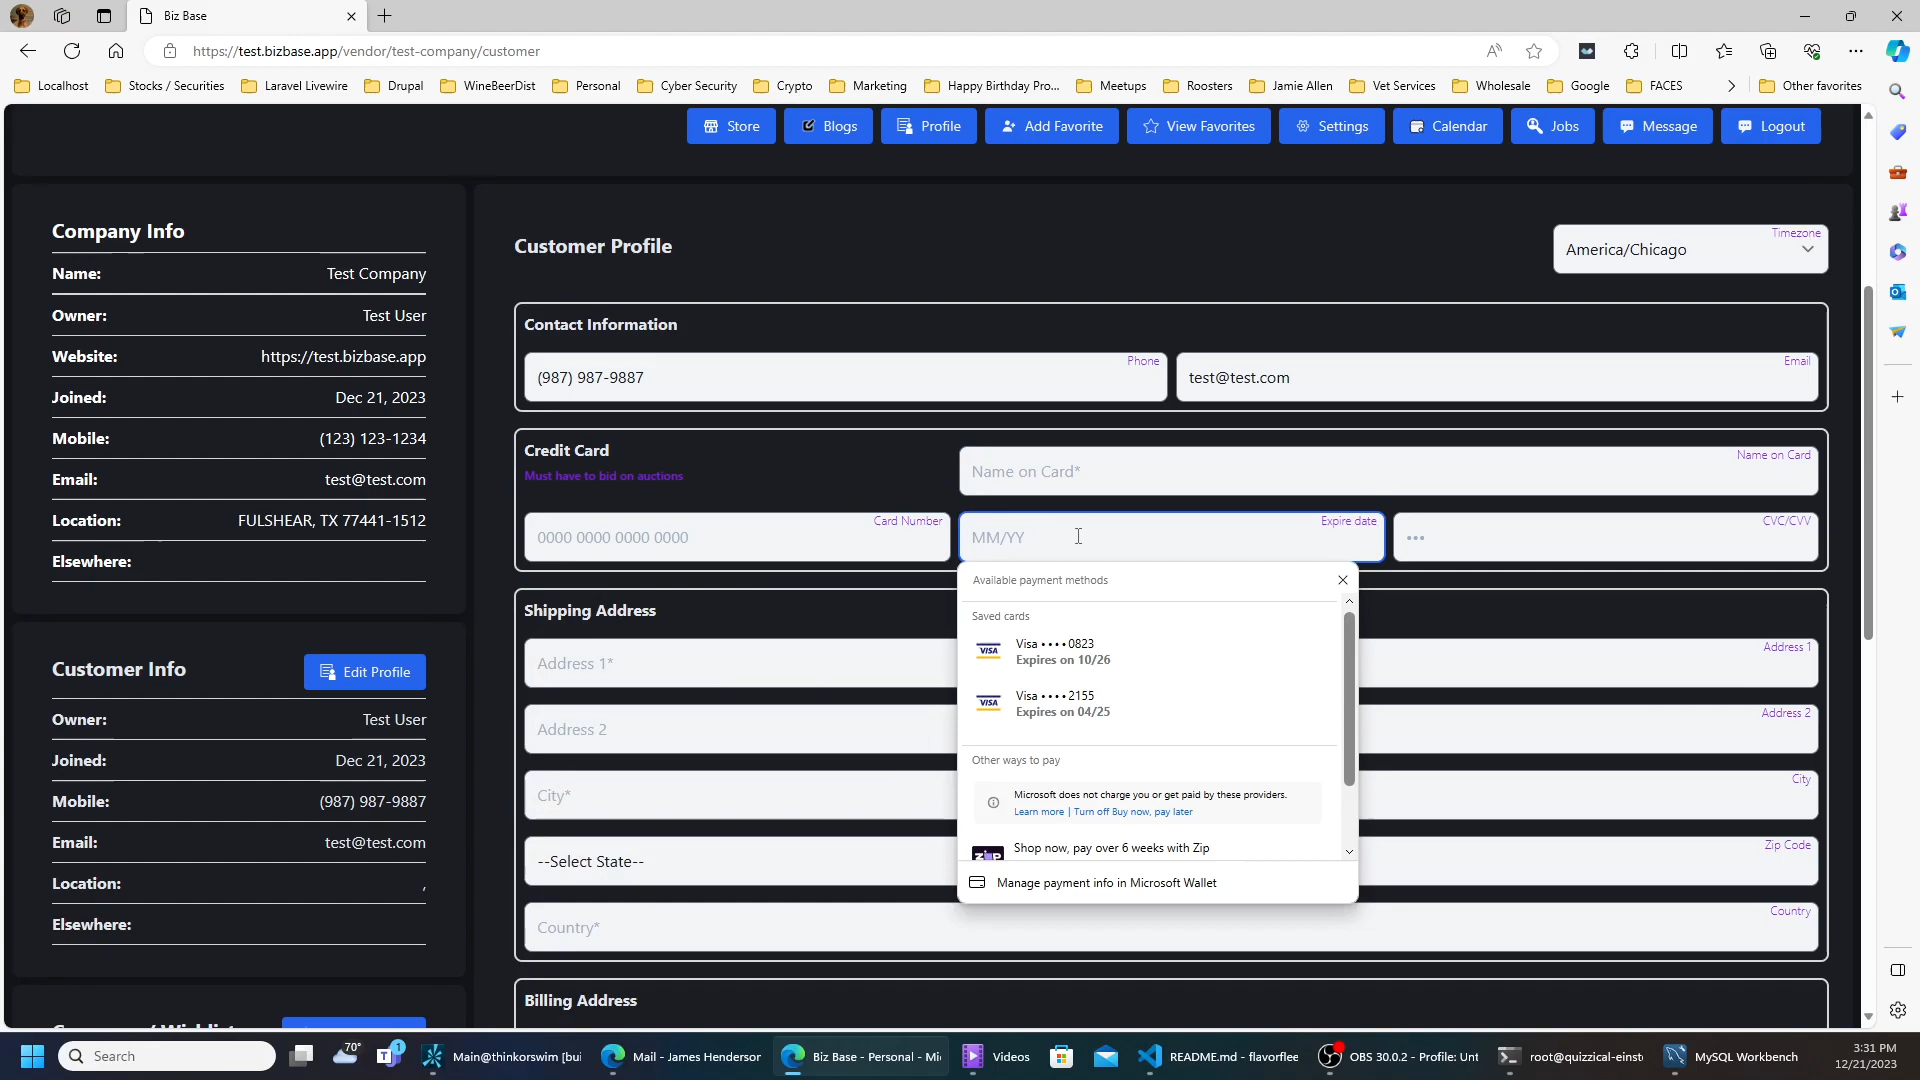 Biz Base
https://test.bizbase.app/vendor/test-company/customer
Localhost
Stocks / Securities
Laravel Livewire
Drupal
WineBeerDist
Personal
Cyber Security
Crypto
Marketing
Happy Birthday Pro...
Meetups
Roosters
Jamie Allen
Vet Services
Wholesale
Google
FACES
Other favorites
Store
Blogs
Profile
Add Favorite
View Favorites
Settings
Calendar
Jobs
Message
Logout
Company Info
Name: Test Company
Owner: Test User
Website: https://test.bizbase.app
Joined: Dec 21, 2023
Mobile: (123) 123-1234
Email: test@test.com
Location: FULSHEAR, TX 77441-1512
Elsewhere:
Customer Info
Edit Profile
Owner: Test User
Joined: Dec 21, 2023
Mobile: (987) 987-9887
Email: test@test.com
Location: ,
Elsewhere:
Customer Profile
Timezone
America/Chicago
Contact Information
Phone
(987) 987-9887
Email
test@test.com
Credit Card
Must have to bid on auctions
Name on Card
Name on Card*
Card Number
0000 0000 0000 0000
Expire date
MM/YY
CVC/CVV
•••
Available payment methods
Saved cards
VISA
Visa •••• 0823
Expires on 10/26
VISA
Visa •••• 2155
Expires on 04/25
Other ways to pay
Microsoft does not charge you or get paid by these providers.
Learn more | Turn off Buy now, pay later
Shop now, pay over 6 weeks with Zip
Manage payment info in Microsoft Wallet
Shipping Address
Address 1*
Address 1
Address 2
Address 2
City*
City
--Select State--
Zip Code
Country*
Country
Billing Address
Search
70°
1
Main@thinkorswim [bui
Mail - James Hendersor
Biz Base - Personal - Mi
Videos
README.md - flavorflee
OBS 30.0.2 - Profile: Unt
root@quizzical-einst
MySQL Workbench
3:31 PM
12/21/2023